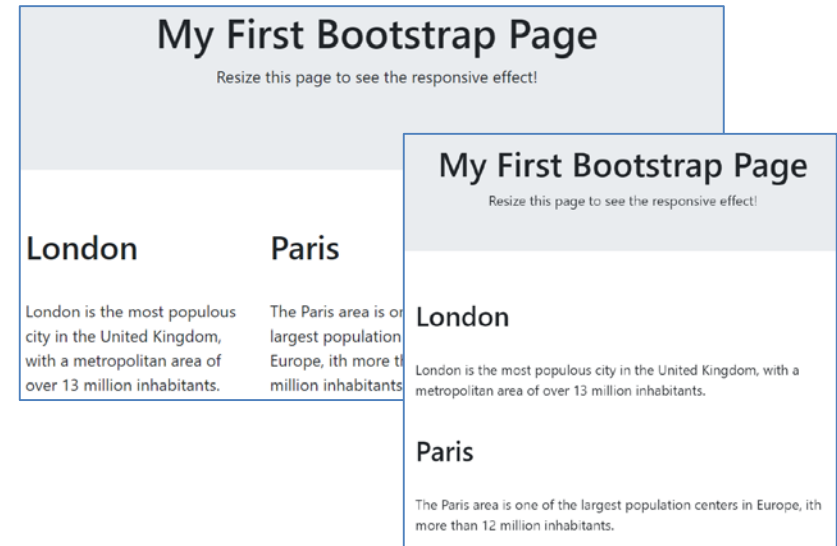 My First Bootstrap Page
Resize this page to see the responsive effect!
London
London is the most populous
city in the United Kingdom,
with a metropolitan area of
over 13 million inhabitants.
Paris
The Paris area is
largest population
Europe, ith more
million inhabitants
My First Bootstrap Page
Resize this page to see the responsive effect!
London
London is the most populous city in the United Kingdom, with a
metropolitan area of over 13 million inhabitants.
Paris
The Paris area is one of the largest population centers in Europe, ith
more than 12 million inhabitants.